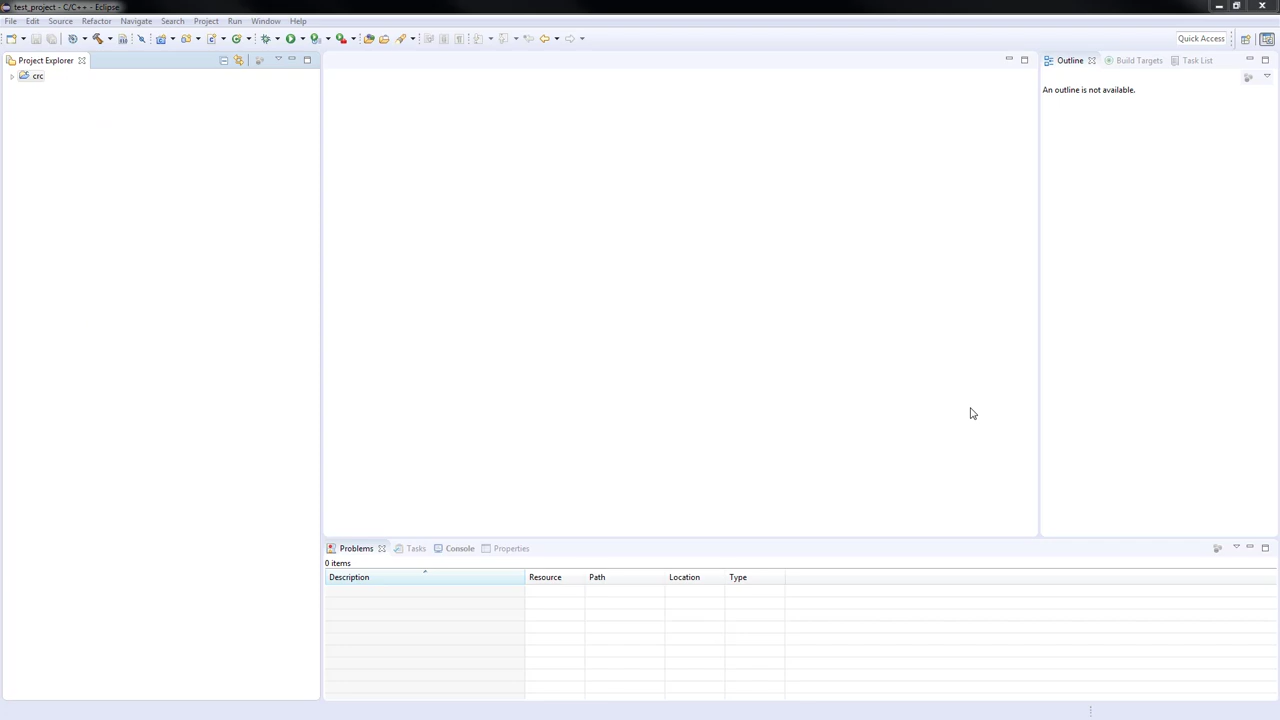 test_project - C/C++ - Eclipse
File Edit Source Refactor Navigate Search Project Run Window Help
Quick Access
Project Explorer
crc
Outline Build Targets Task List
An outline is not available.
Problems Tasks Console Properties
0 items
Description Resource Path Location Type